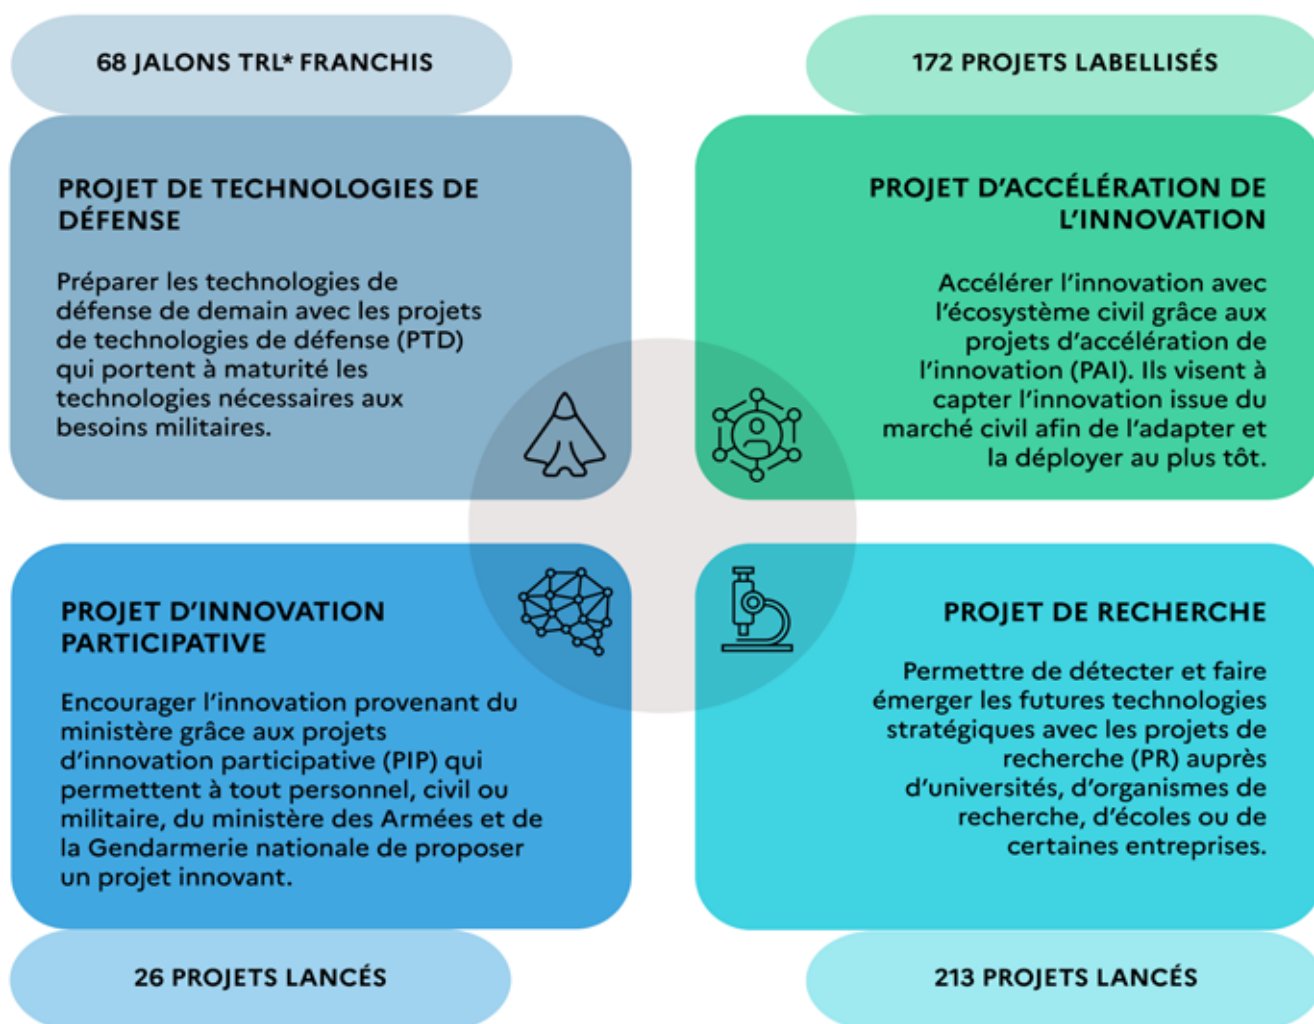 68 JALONS TRL* FRANCHIS
PROJET DE TECHNOLOGIES DE
DÉFENSE
Préparer les technologies de
défense de demain avec les projets
de technologies de défense (PTD)
qui portent à maturité les
technologies nécessaires aux
besoins militaires.
172 PROJETS LABELLISÉS
PROJET D’ACCÉLÉRATION DE
L’INNOVATION
Accélérer l’innovation avec
l’écosystème civil grâce aux
projets d’accélération de
l’innovation (PAI). Ils visent à
capter l’innovation issue du
marché civil afin de l’adapter et
la déployer au plus tôt.
PROJET D’INNOVATION
PARTICIPATIVE
Encourager l’innovation provenant du
ministère grâce aux projets
d’innovation participative (PIP) qui
permettent à tout personnel, civil ou
militaire, du ministère des Armées et de
la Gendarmerie nationale de proposer
un projet innovant.
26 PROJETS LANCÉS
PROJET DE RECHERCHE
Permettre de détecter et faire
émerger les futures technologies
stratégiques avec les projets de
recherche (PR) auprès
d’universités, d’organismes de
recherche, d’écoles ou de
certaines entreprises.
213 PROJETS LANCÉS